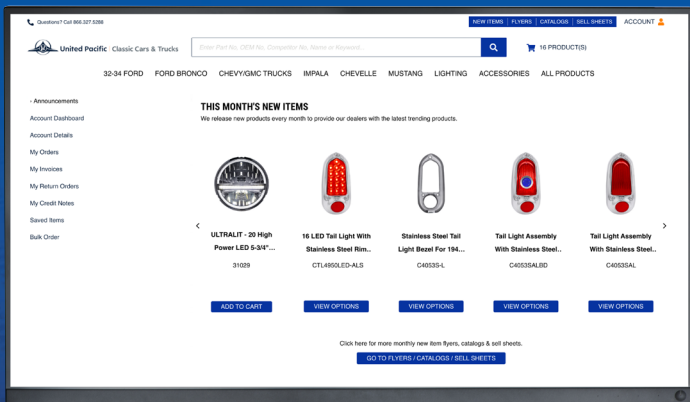 Questions? Call 866.327.5288
NEW ITEMS
FLYERS
CATALOGS
SELL SHEETS
ACCOUNT
United Pacific Classic Cars & Trucks
Enter Part No, OEM No, Competitor No, Name or Keyword...
16 PRODUCT(S)
32-34 FORD
FORD BRONCO
CHEVY/GMC TRUCKS
IMPALA
CHEVELLE
MUSTANG
LIGHTING
ACCESSORIES
ALL PRODUCTS
› Announcements
Account Dashboard
Account Details
My Orders
My Invoices
My Return Orders
My Credit Notes
Saved Items
Bulk Order
THIS MONTH'S NEW ITEMS
We release new products every month to provide our dealers with the latest trending products.
ULTRALIT - 20 High
Power LED 5-3/4"...
31029
ADD TO CART
16 LED Tail Light With
Stainless Steel Rim..
CTL4950LED-ALS
VIEW OPTIONS
Stainless Steel Tail
Light Bezel For 194...
C4053S-L
VIEW OPTIONS
Tail Light Assembly
With Stainless Steel..
C4053SALBD
VIEW OPTIONS
Tail Light Assembly
With Stainless Steel..
C4053SAL
VIEW OPTIONS
Click here for more monthly new item flyers, catalogs & sell sheets.
GO TO FLYERS / CATALOGS / SELL SHEETS